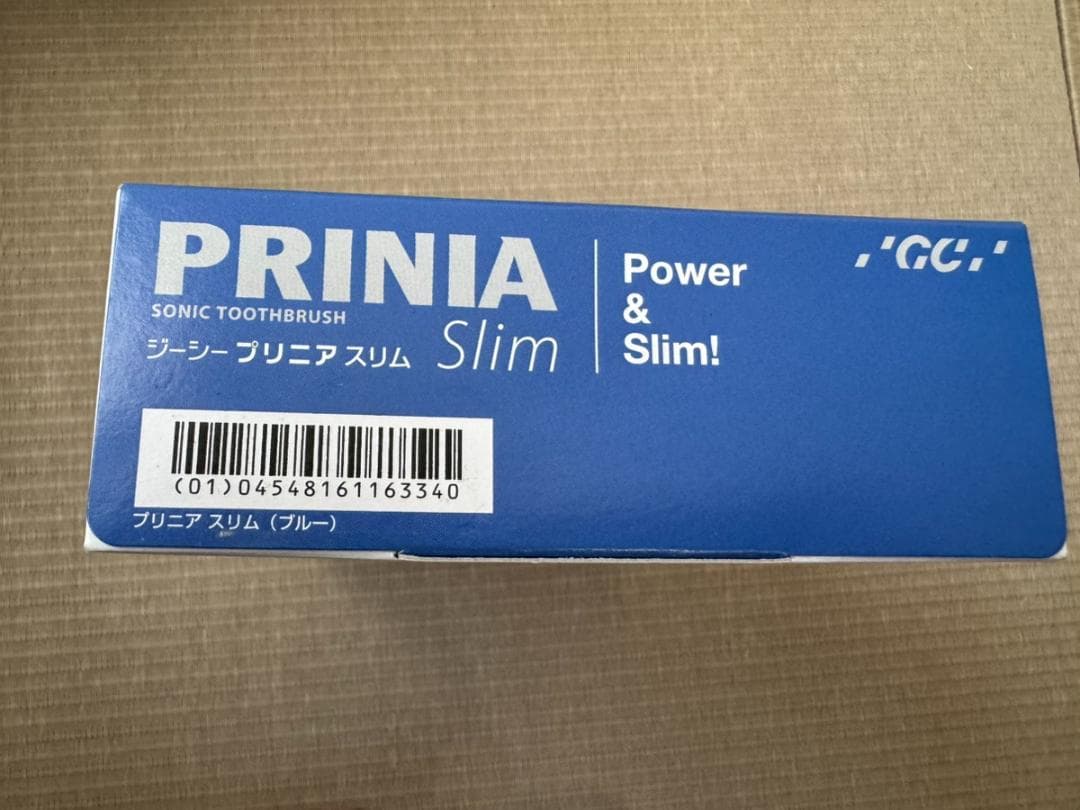 PRINIA
SONIC TOOTHBRUSH
ジーシー プリニア スリム Slim
Power
&
Slim!
'GC'
(01)04548161163340
プリニア スリム（ブルー）